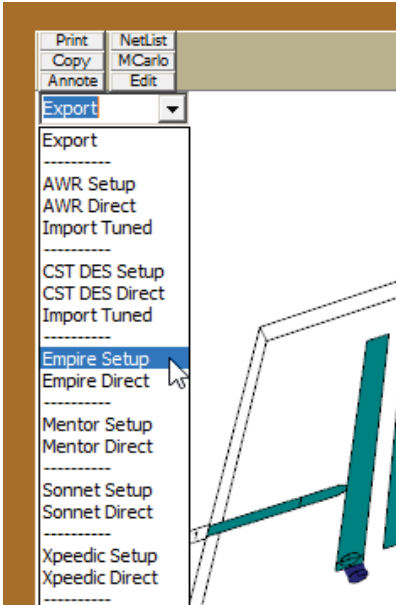 Print NetList
Copy MCarlo
Annote Edit
Export
Export
----------
AWR Setup
AWR Direct
Import Tuned
----------
CST DES Setup
CST DES Direct
Import Tuned
----------
Empire Setup
Empire Direct
----------
Mentor Setup
Mentor Direct
----------
Sonnet Setup
Sonnet Direct
----------
Xpeedic Setup
Xpeedic Direct
----------